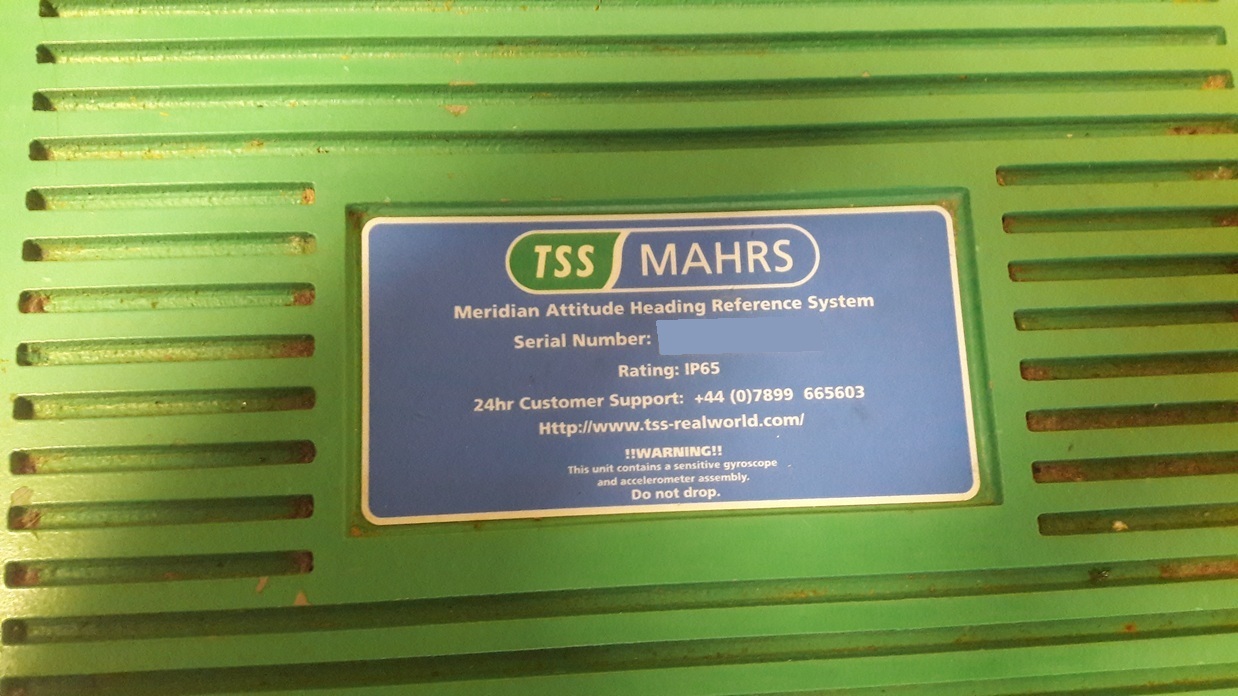 TSS MAHRS
Meridian Attitude Heading Reference System
Serial Number:
Rating: IP65
24hr Customer Support: +44 (0)7899 665603
Http://www.tss-realworld.com/
!!WARNING!!
This unit contains a sensitive gyroscope
and accelerometer assembly.
Do not drop.